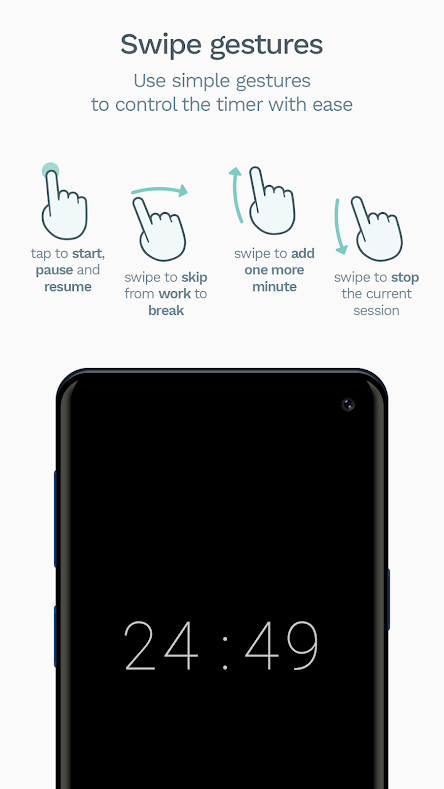 Swipe gestures
Use simple gestures
to control the timer with ease
tap to start,
pause and
resume
swipe to skip
from work to
break
swipe to add
one more
minute
swipe to stop
the current
session
24:49